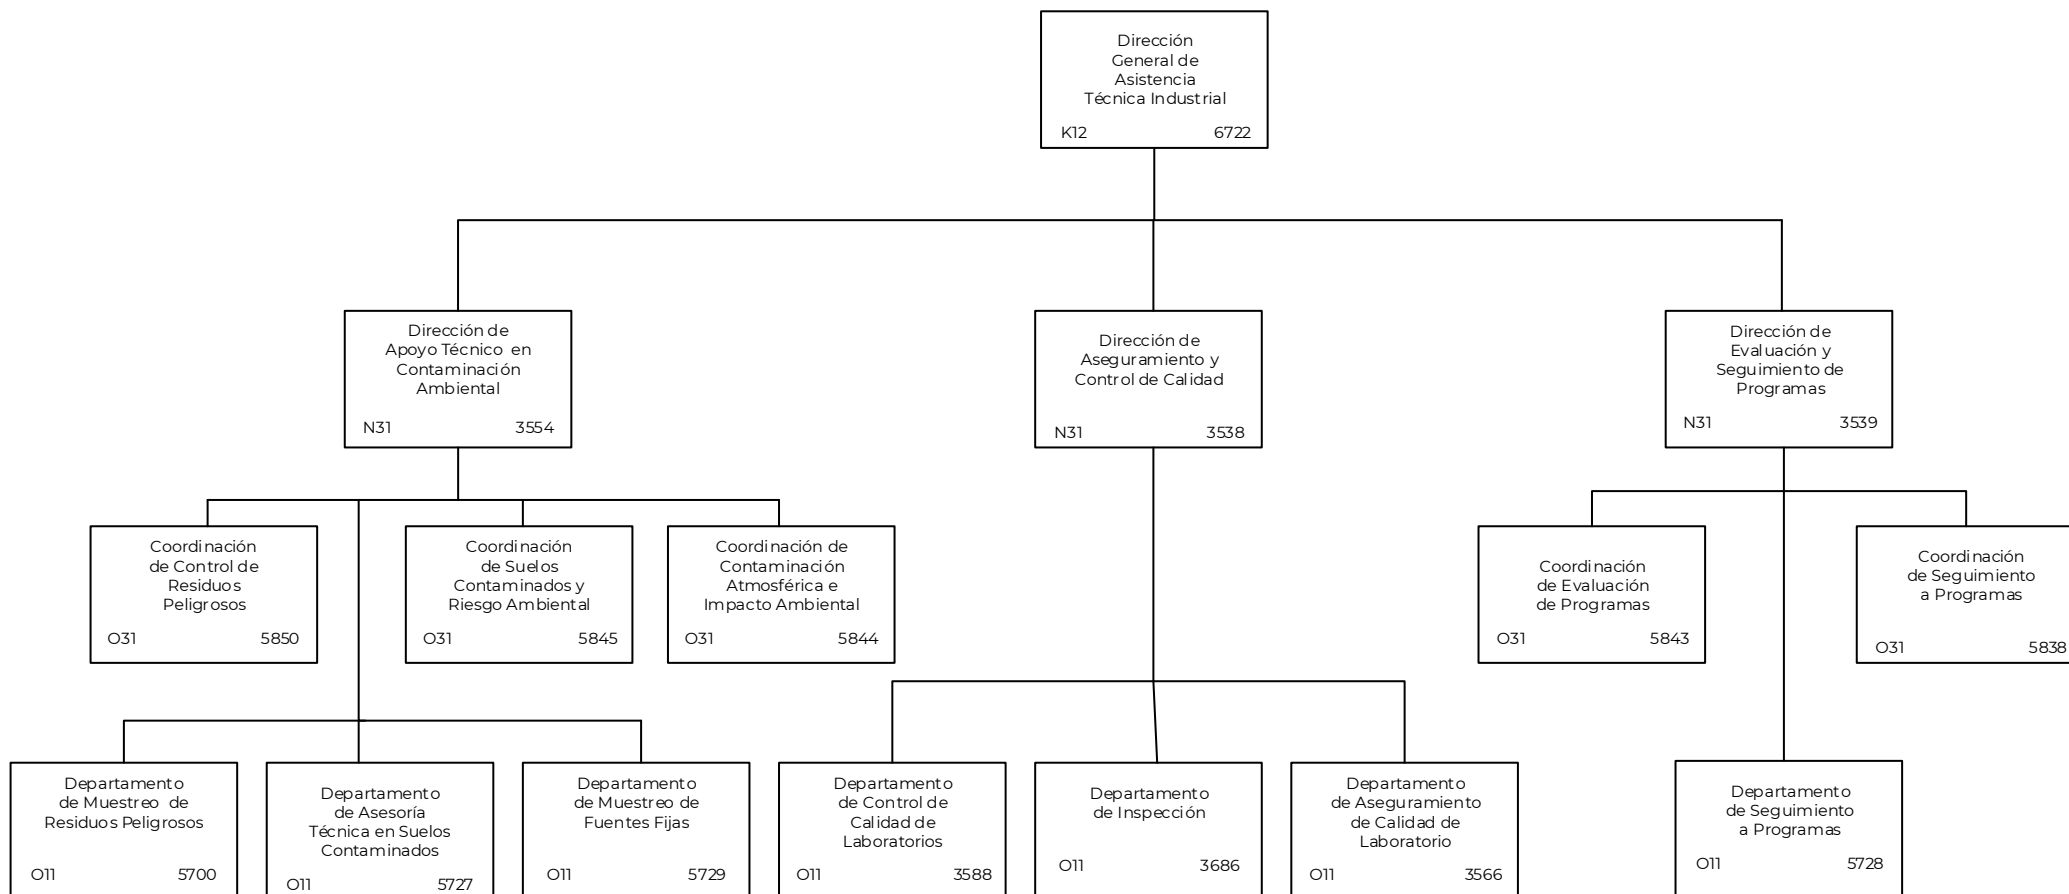 Dirección
General de
Asistencia
Técnica Industrial
K12 6722
Dirección de
Apoyo Técnico en
Contaminación
Ambiental
N31 3554
Dirección de
Aseguramiento y
Control de Calidad
N31 3538
Dirección de
Evaluación y
Seguimiento de
Programas
N31 3539
Coordinación
de Control de
Residuos
Peligrosos
O31 5850
Coordinación
de Suelos
Contaminados y
Riesgo Ambiental
O31 5845
Coordinación de
Contaminación
Atmosférica e
Impacto Ambiental
O31 5844
Coordinación
de Evaluación
de Programas
O31 5843
Coordinación
de Seguimiento
a Programas
O31 5838
Departamento
de Muestreo de
Residuos Peligrosos
O11 5700
Departamento
de Asesoría
Técnica en Suelos
Contaminados
O11 5727
Departamento
de Muestreo de
Fuentes Fijas
O11 5729
Departamento
de Control de
Calidad de
Laboratorios
O11 3588
Departamento
de Inspección
O11 3686
Departamento
de Aseguramiento
de Calidad de
Laboratorio
O11 3566
Departamento
de Seguimiento
a Programas
O11 5728